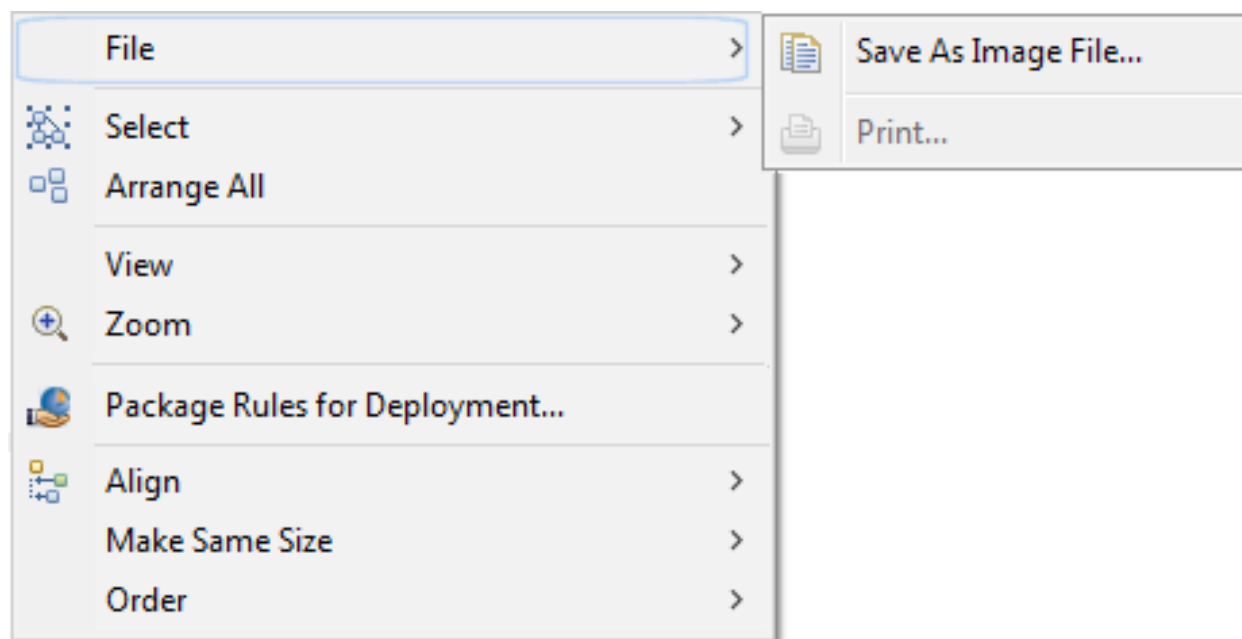 File
Save As Image File...
Print...
Select
Arrange All
View
Zoom
Package Rules for Deployment...
Align
Make Same Size
Order